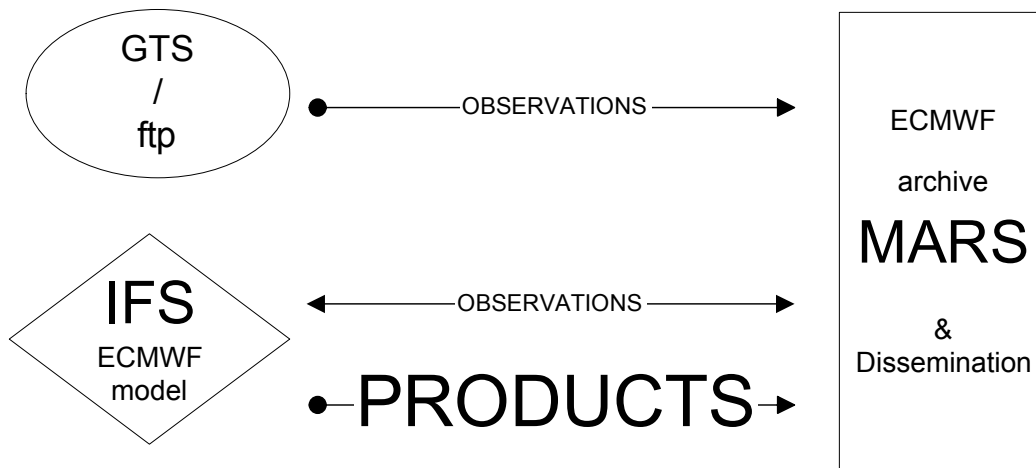 GTS
/
ftp
OBSERVATIONS
IFS
ECMWF
model
OBSERVATIONS
PRODUCTS
ECMWF
archive
MARS
&
Dissemination